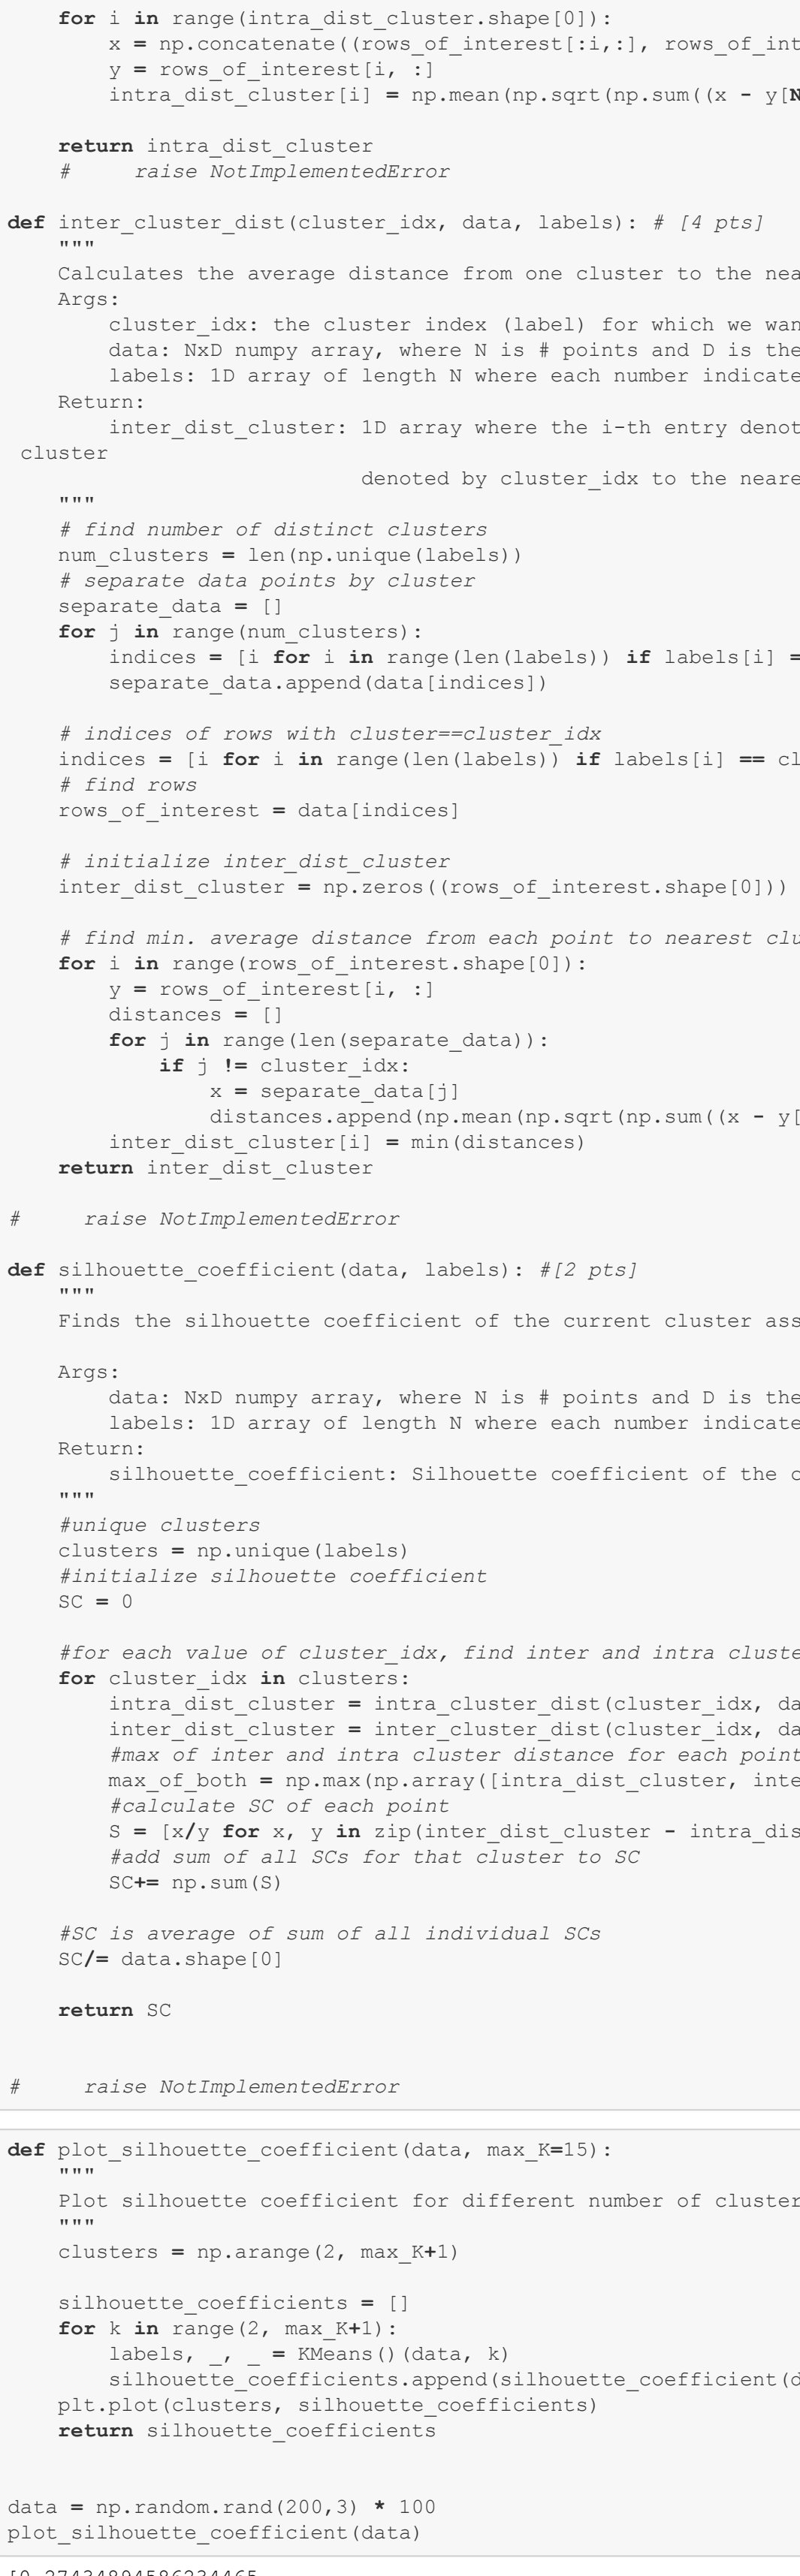 for i in range(intra_dist_cluster.shape[0]):
        x = np.concatenate((rows_of_interest[:i,:], rows_of_int
        y = rows_of_interest[i, :]
        intra_dist_cluster[i] = np.mean(np.sqrt(np.sum((x - y[N

    return intra_dist_cluster
    #     raise NotImplementedError

def inter_cluster_dist(cluster_idx, data, labels): # [4 pts]
    """
    Calculates the average distance from one cluster to the nea
    Args:
        cluster_idx: the cluster index (label) for which we wan
        data: NxD numpy array, where N is # points and D is the
        labels: 1D array of length N where each number indicate
    Return:
        inter_dist_cluster: 1D array where the i-th entry denot
 cluster
                            denoted by cluster_idx to the neare
    """
    # find number of distinct clusters
    num_clusters = len(np.unique(labels))
    # separate data points by cluster
    separate_data = []
    for j in range(num_clusters):
        indices = [i for i in range(len(labels)) if labels[i] =
        separate_data.append(data[indices])

    # indices of rows with cluster==cluster_idx
    indices = [i for i in range(len(labels)) if labels[i] == cl
    # find rows
    rows_of_interest = data[indices]

    # initialize inter_dist_cluster
    inter_dist_cluster = np.zeros((rows_of_interest.shape[0]))

    # find min. average distance from each point to nearest clu
    for i in range(rows_of_interest.shape[0]):
        y = rows_of_interest[i, :]
        distances = []
        for j in range(len(separate_data)):
            if j != cluster_idx:
                x = separate_data[j]
                distances.append(np.mean(np.sqrt(np.sum((x - y[
        inter_dist_cluster[i] = min(distances)
    return inter_dist_cluster

#     raise NotImplementedError

def silhouette_coefficient(data, labels): #[2 pts]
    """
    Finds the silhouette coefficient of the current cluster ass

    Args:
        data: NxD numpy array, where N is # points and D is the
        labels: 1D array of length N where each number indicate
    Return:
        silhouette_coefficient: Silhouette coefficient of the c
    """
    #unique clusters
    clusters = np.unique(labels)
    #initialize silhouette coefficient
    SC = 0

    #for each value of cluster_idx, find inter and intra cluste
    for cluster_idx in clusters:
        intra_dist_cluster = intra_cluster_dist(cluster_idx, da
        inter_dist_cluster = inter_cluster_dist(cluster_idx, da
        #max of inter and intra cluster distance for each point
        max_of_both = np.max(np.array([intra_dist_cluster, inte
        #calculate SC of each point
        S = [x/y for x, y in zip(inter_dist_cluster - intra_dis
        #add sum of all SCs for that cluster to SC
        SC+= np.sum(S)

    #SC is average of sum of all individual SCs
    SC/= data.shape[0]

    return SC


#     raise NotImplementedError

def plot_silhouette_coefficient(data, max_K=15):
    """
    Plot silhouette coefficient for different number of cluster
    """
    clusters = np.arange(2, max_K+1)

    silhouette_coefficients = []
    for k in range(2, max_K+1):
        labels, _, _ = KMeans()(data, k)
        silhouette_coefficients.append(silhouette_coefficient(d
    plt.plot(clusters, silhouette_coefficients)
    return silhouette_coefficients


data = np.random.rand(200,3) * 100
plot_silhouette_coefficient(data)